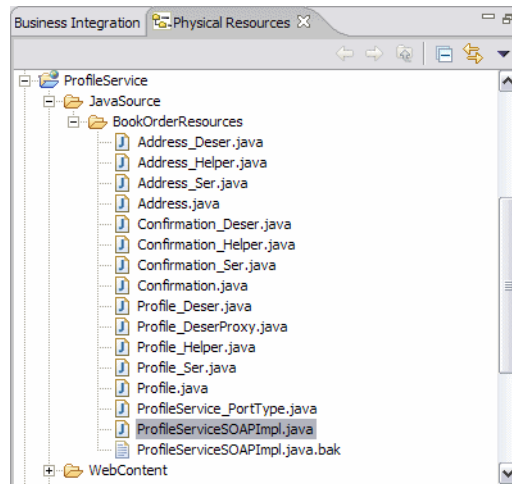 Business Integration Physical Resources
ProfileService
JavaSource
BookOrderResources
Address_Deser.java
Address_Helper.java
Address_Ser.java
Address.java
Confirmation_Deser.java
Confirmation_Helper.java
Confirmation_Ser.java
Confirmation.java
Profile_Deser.java
Profile_DeserProxy.java
Profile_Helper.java
Profile_Ser.java
Profile.java
ProfileService_PortType.java
ProfileServiceSOAPImpl.java
ProfileServiceSOAPImpl.java.bak
WebContent